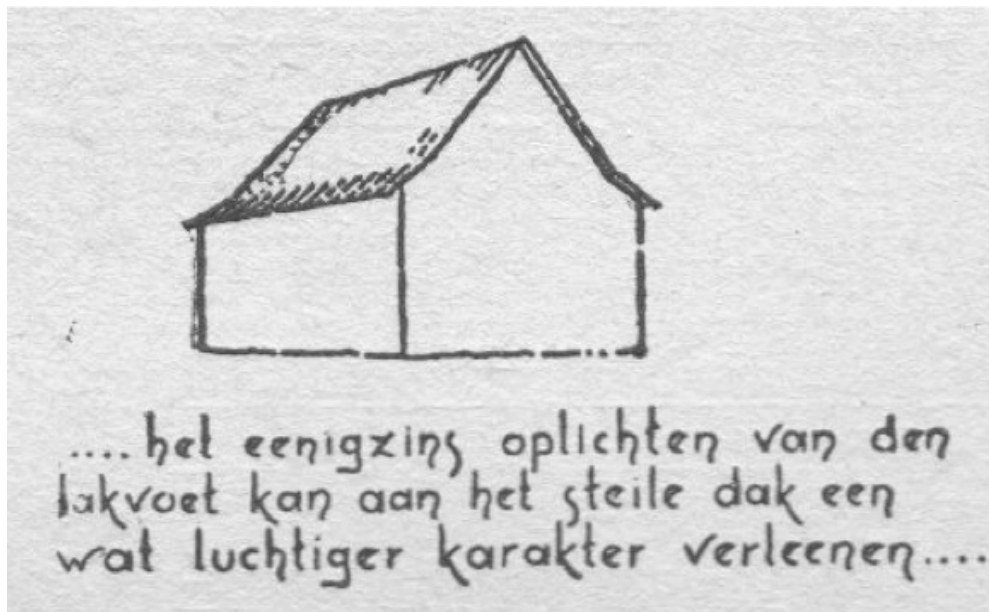 .... het eenigzins oplichten van den
dakvoet kan aan het steile dak een
wat luchtiger karakter verleenen....